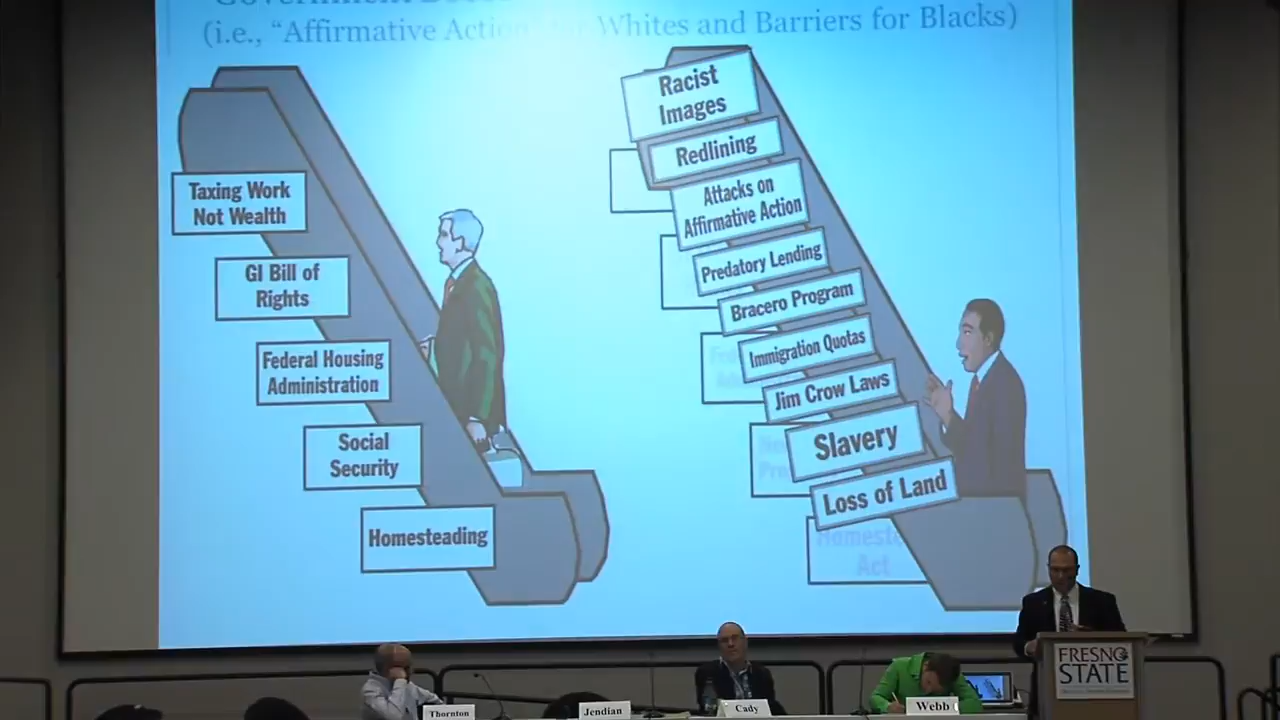 Government
(i.e., “Affirmative Action” for Whites and Barriers for Blacks)
Taxing Work
Not Wealth
GI Bill of
Rights
Federal Housing
Administration
Social
Security
Homesteading
Racist
Images
Redlining
Attacks on
Affirmative Action
Predatory Lending
Bracero Program
Immigration Quotas
Jim Crow Laws
Slavery
Loss of Land
Act
FRESNO
STATE
Thornton
Jendian
Cady
Webb